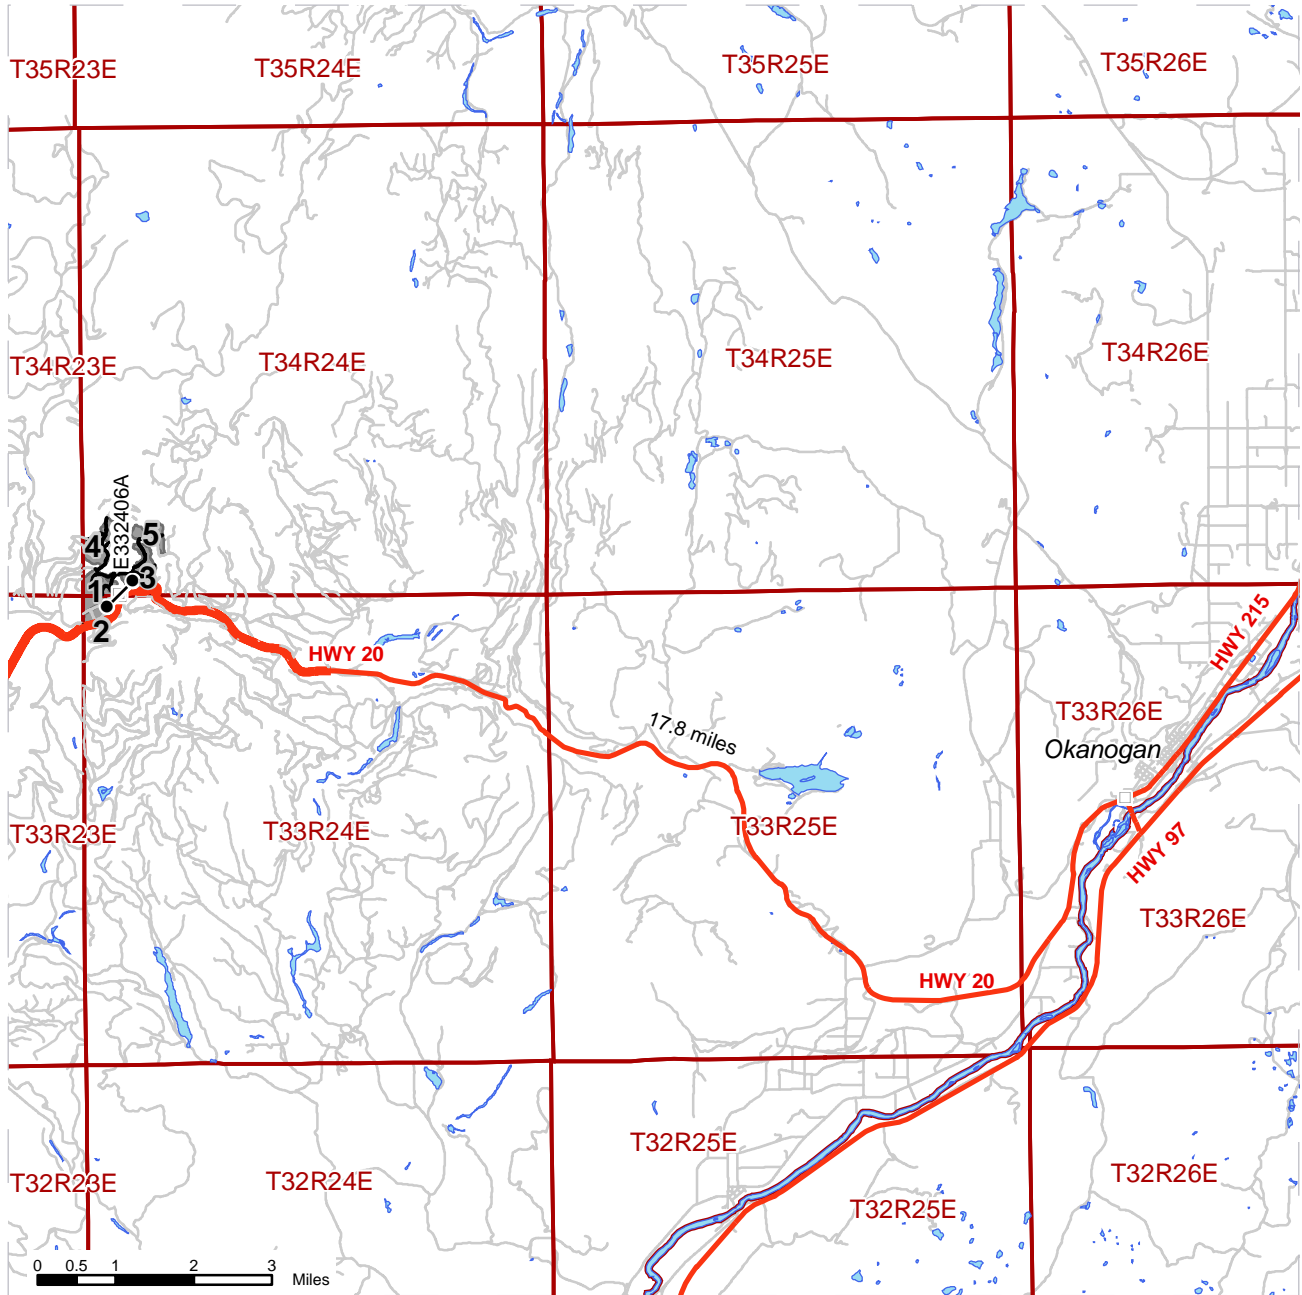 T35R23E
T35R24E
T35R25E
T35R26E
T34R23E
T34R24E
T34R25E
T34R26E
E332406A
4
5
1
3
2
HWY 20
HWY 215
17.8 miles
T33R26E
Okanogan
T33R23E
T33R24E
T33R25E
HWY 97
T33R26E
HWY 20
T32R23E
T32R24E
T32R25E
T32R25E
T32R26E
0 0.5 1 2 3 Miles